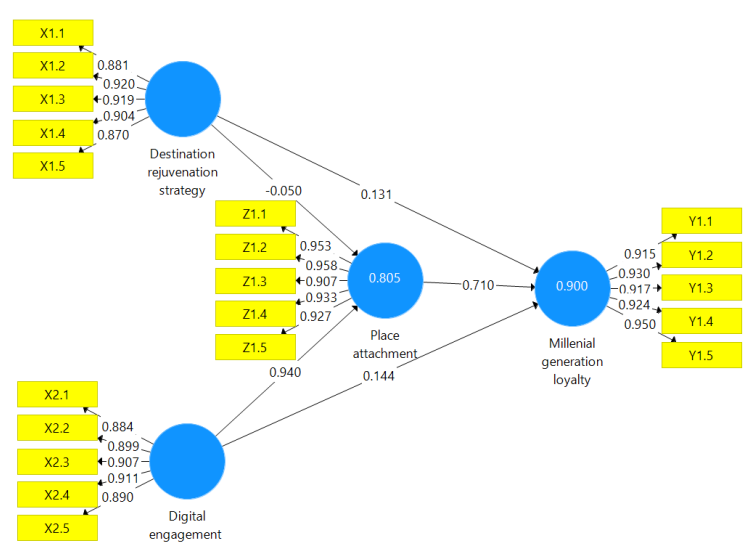 X1.1
0.881
X1.2
0.920
X1.3
0.919
X1.4
0.904
0.870
X1.5
Destination
rejuvenation
strategy
-0.050
0.131
Z1.1
0.953
Z1.2
0.958
Z1.3
0.907
Z1.4
0.933
0.927
Z1.5
0.805
Place
attachment
0.710
0.900
Millenial
generation
loyalty
Y1.1
0.915
Y1.2
0.930
Y1.3
0.917
0.924
Y1.4
0.950
Y1.5
0.940
0.144
X2.1
0.884
X2.2
0.899
X2.3
0.907
0.911
X2.4
0.890
X2.5
Digital
engagement